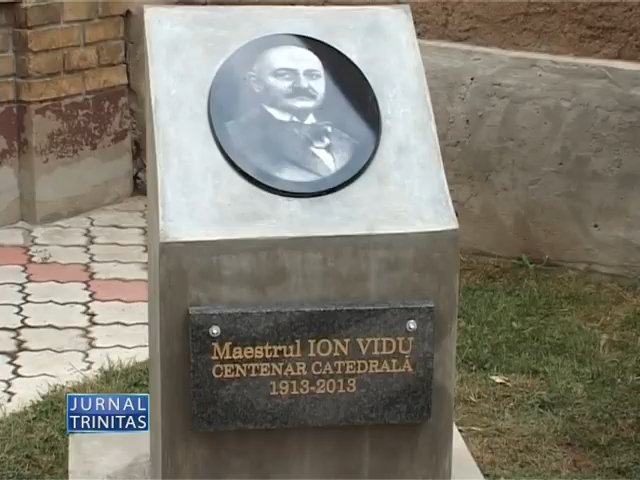 Maestrul ION VIDU
CENTENAR CATEDRALĂ
1913-2013
JURNAL
TRINITAS